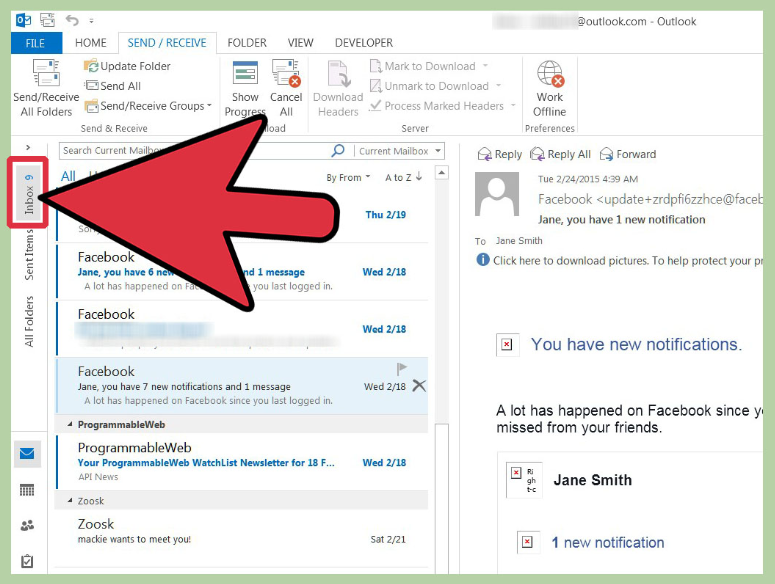 @outlook.com - Outlook
FILE HOME SEND / RECEIVE FOLDER VIEW DEVELOPER
Send/Receive All Folders
Update Folder
Send All
Send/Receive Groups
Send & Receive
Show Progress
Cancel All
Download Headers
Mark to Download
Unmark to Download
Process Marked Headers
Server
Work Offline
Preferences
Search Current Mailbo
Current Mailbox
All
By From
A to Z
Inbox 9
Sent Items
All Folders
Thu 2/19
Facebook
Jane, you have 6 new and 1 message
Wed 2/18
A lot has happened on Facebook since you last logged in.
Facebook
Wed 2/18
Facebook
Jane, you have 7 new notifications and 1 message
Wed 2/18
A lot has happened on Facebook since you last logged in.
ProgrammableWeb
ProgrammableWeb
Your ProgrammableWeb WatchList Newsletter for 18 F...
Wed 2/18
API News
Zoosk
Zoosk
mackie wants to meet you!
Sat 2/21
Reply Reply All Forward
Tue 2/24/2015 4:39 AM
Facebook <update+zrdpfi6zzhce@faceb
Jane, you have 1 new notification
To Jane Smith
Click here to download pictures. To help protect your pr
You have new notifications.
A lot has happened on Facebook since y
missed from your friends.
Ri
gh
t-c
Jane Smith
1 new notification